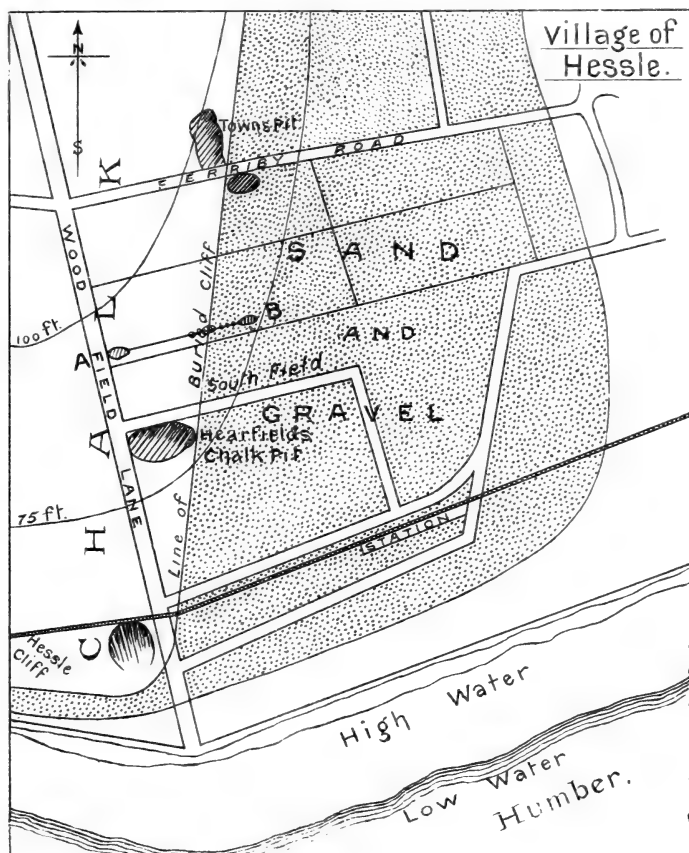 Village of
Hessle.
N
S
Towns Pit
FERRIBY ROAD
CHALK
WOOD FIELD LANE
SAND
AND
GRAVEL
100 ft.
A
B
Line of Buried Cliff
South Field
Hearfields
Chalk Pit
75 ft.
STATION
Hessle
Cliff
High Water
Low Water
Humber.